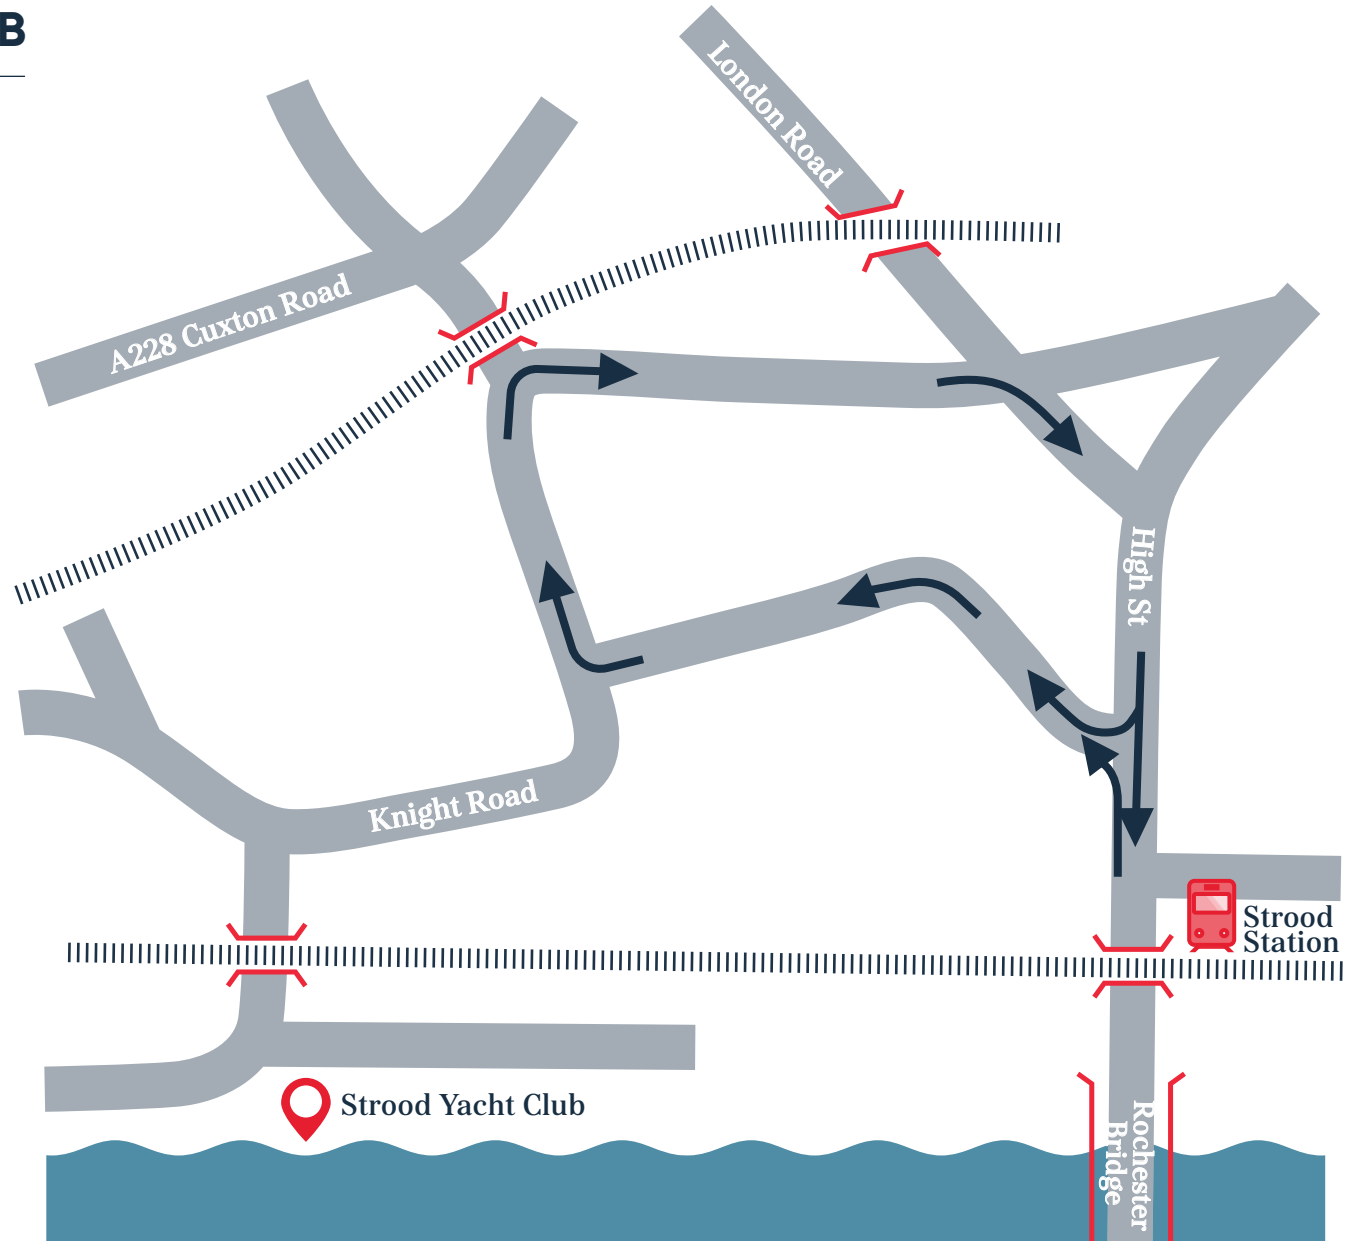 B
London Road
A228 Cuxton Road
High St
Knight Road
Strood
Station
Strood Yacht Club
Rochester
Bridge